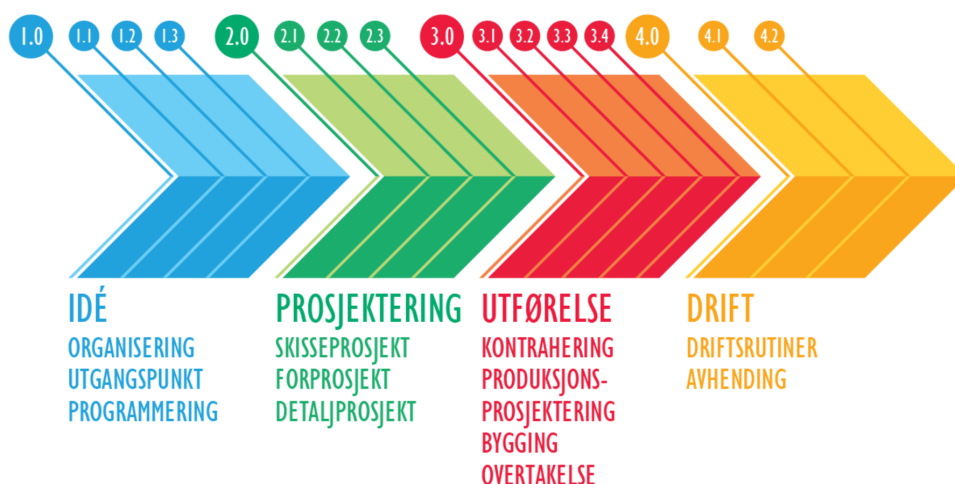 1.0 1.1 1.2 1.3 2.0 2.1 2.2 2.3 3.0 3.1 3.2 3.3 3.4 4.0 4.1 4.2
IDÉ
ORGANISERING
UTGANGSPUNKT
PROGRAMMERING
PROSJEKTERING
SKISSEPROSJEKT
FORPROSJEKT
DETALJPROSJEKT
UTFØRELSE
KONTRAHERING
PRODUKSJONS-
PROSJEKTERING
BYGGING
OVERTAKELSE
DRIFT
DRIFTSRUTINER
AVHENDING